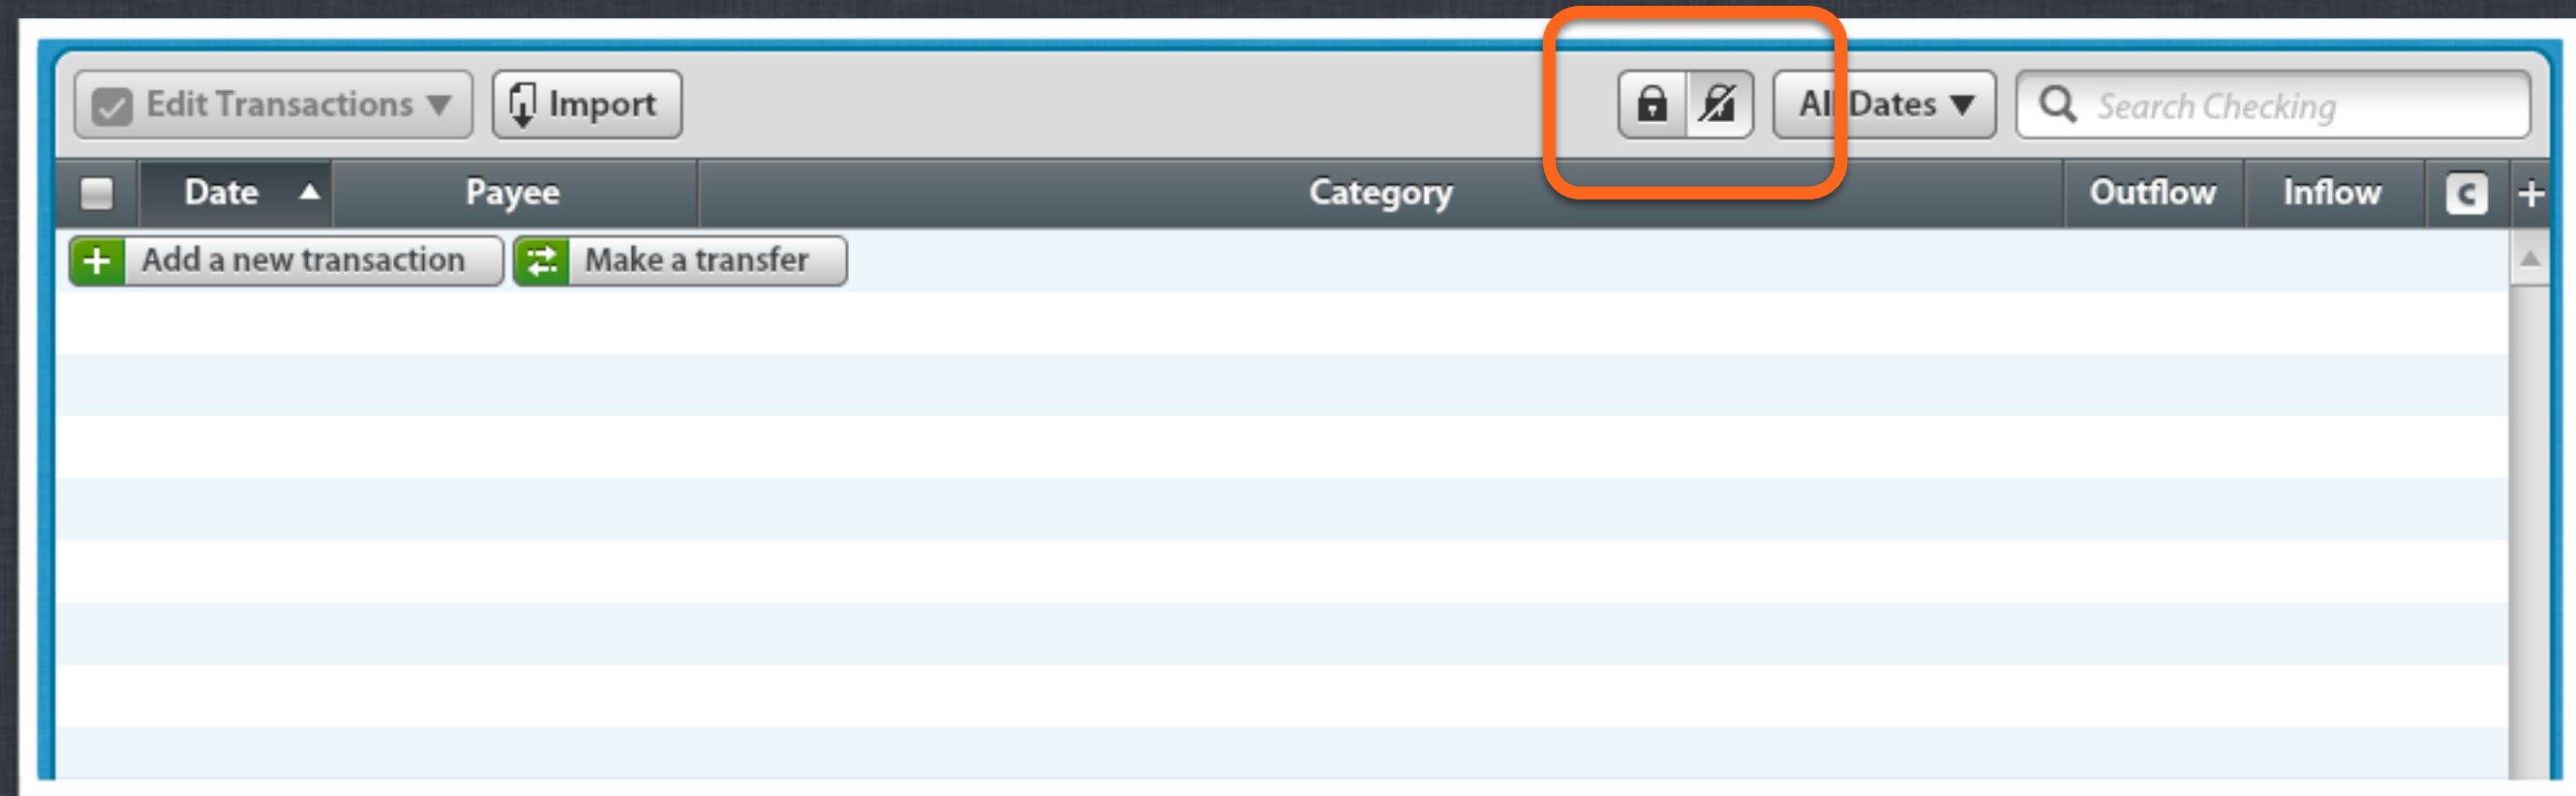 Edit Transactions Import All Dates Search Checking
Date Payee Category Outflow Inflow C +
Add a new transaction Make a transfer